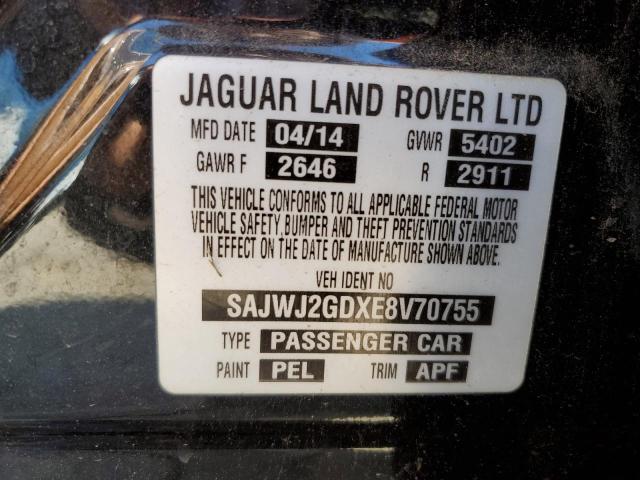 JAGUAR LAND ROVER LTD
MFD DATE 04/14 GVWR 5402
GAWR F 2646 R 2911
THIS VEHICLE CONFORMS TO ALL APPLICABLE FEDERAL MOTOR
VEHICLE SAFETY,BUMPER AND THEFT PREVENTION STANDARDS
IN EFFECT ON THE DATE OF MANUFACTURE SHOWN ABOVE.
VEH IDENT NO
SAJWJ2GDXE8V70755
TYPE PASSENGER CAR
PAINT PEL TRIM APF